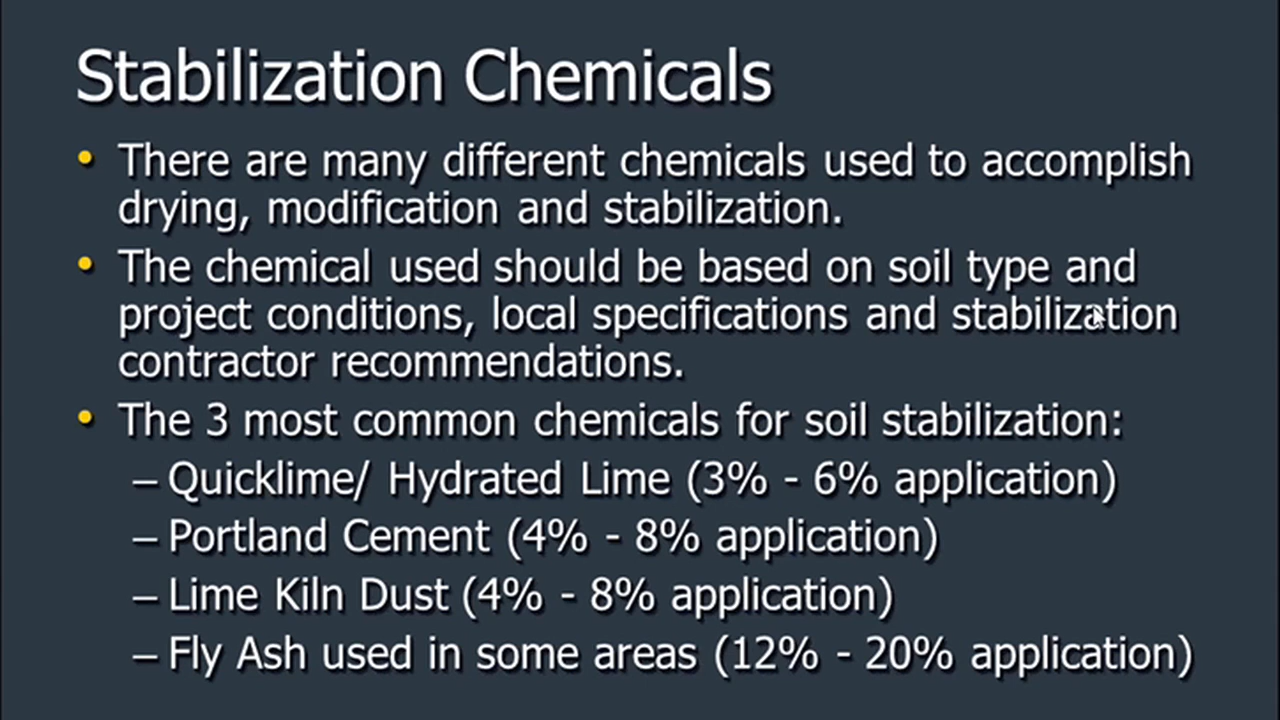 Stabilization Chemicals
• There are many different chemicals used to accomplish
drying, modification and stabilization.
• The chemical used should be based on soil type and
project conditions, local specifications and stabilization
contractor recommendations.
• The 3 most common chemicals for soil stabilization:
– Quicklime/ Hydrated Lime (3% - 6% application)
– Portland Cement (4% - 8% application)
– Lime Kiln Dust (4% - 8% application)
– Fly Ash used in some areas (12% - 20% application)